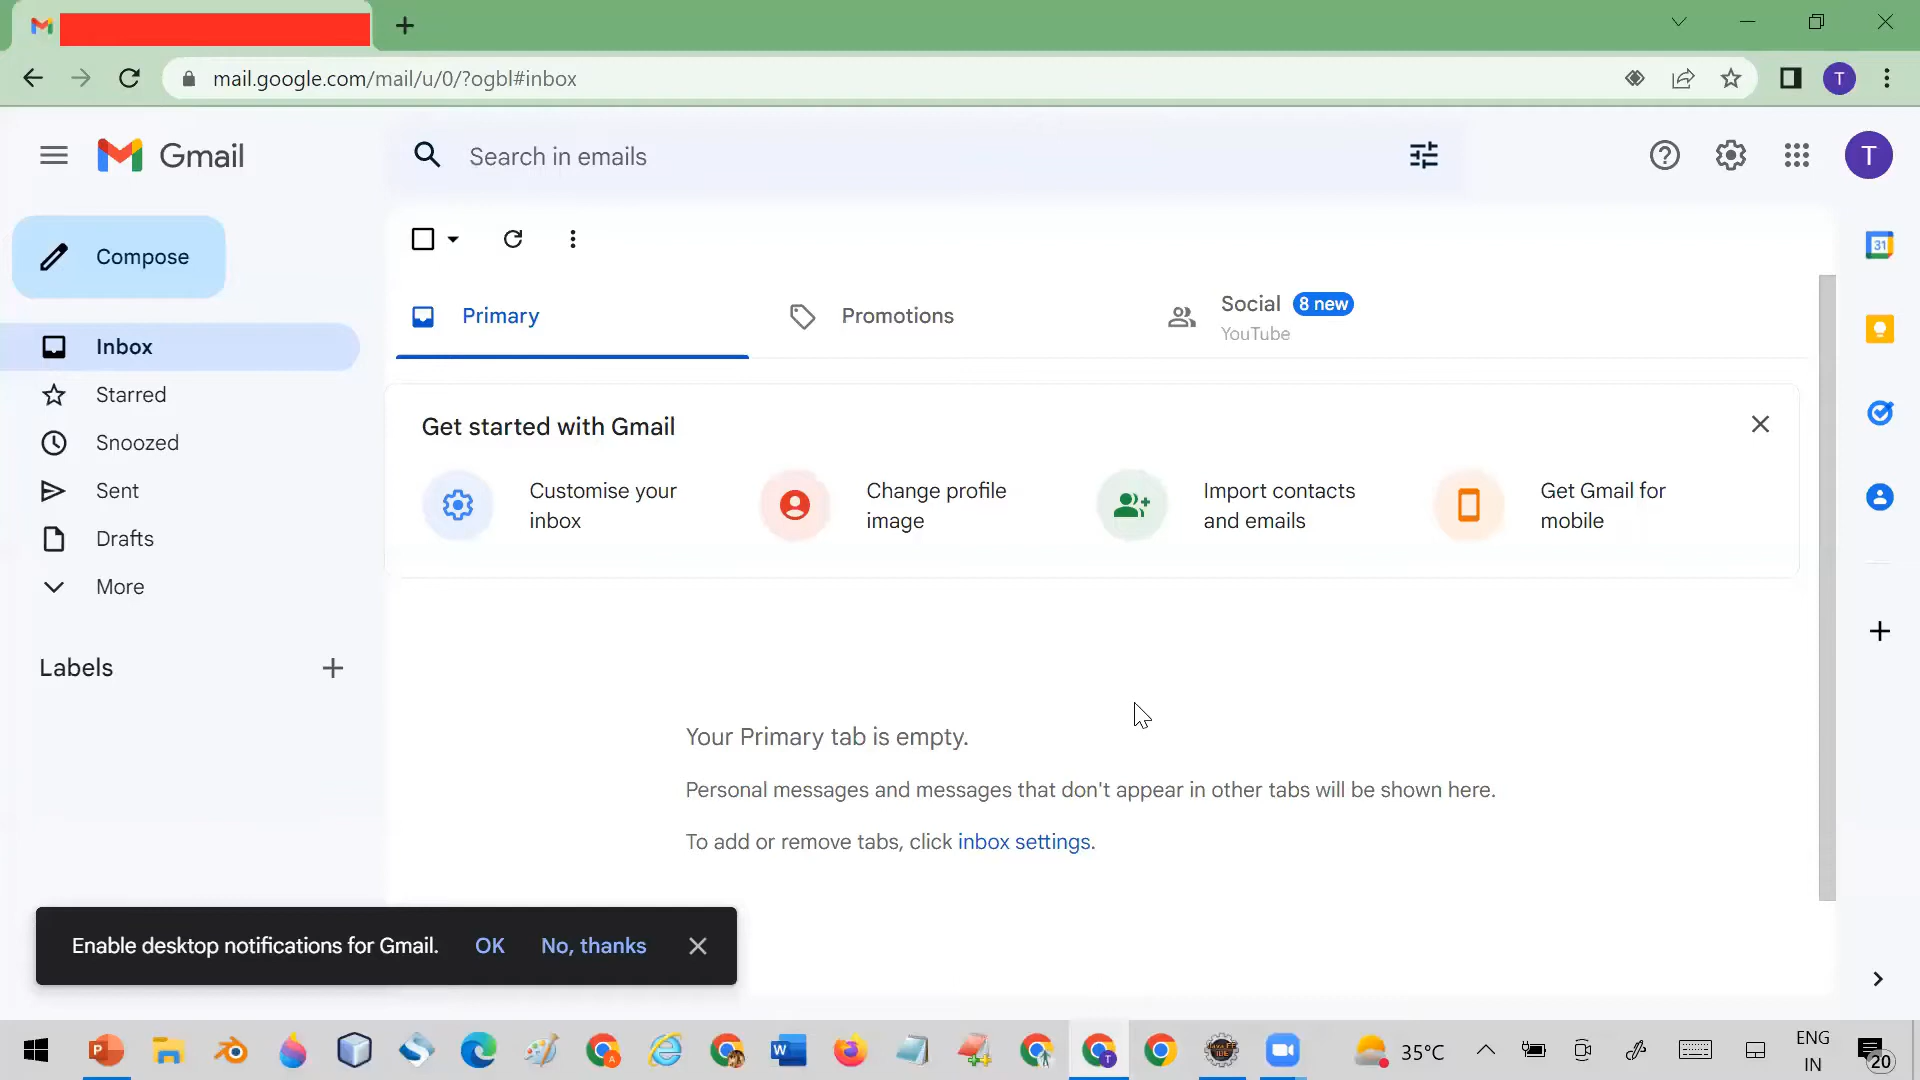 mail.google.com/mail/u/0/?ogbl#inbox
T
Gmail
Search in emails
T
Compose
Inbox
Starred
Snoozed
Sent
Drafts
More
Labels
Primary
Promotions
Social 8 new
YouTube
31
Get started with Gmail
Customise your
inbox
Change profile
image
Import contacts
and emails
Get Gmail for
mobile
Your Primary tab is empty.
Personal messages and messages that don't appear in other tabs will be shown here.
To add or remove tabs, click inbox settings.
Enable desktop notifications for Gmail. OK No, thanks
P
A
W
T
35°C
ENG
IN
20